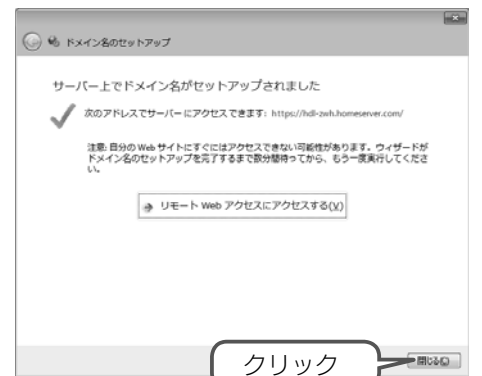 ドメイン名のセットアップ
サーバー上でドメイン名がセットアップされました
次のアドレスでサーバーにアクセスできます: https://hdl-zwh.homeserver.com/
注意: 自分の Web サイトにすぐにはアクセスできない可能性があります。ウィザードが
ドメイン名のセットアップを完了するまで数分間待ってから、もう一度実行してくださ
い。
リモート Web アクセスにアクセスする(Y)
クリック
閉じる(C)